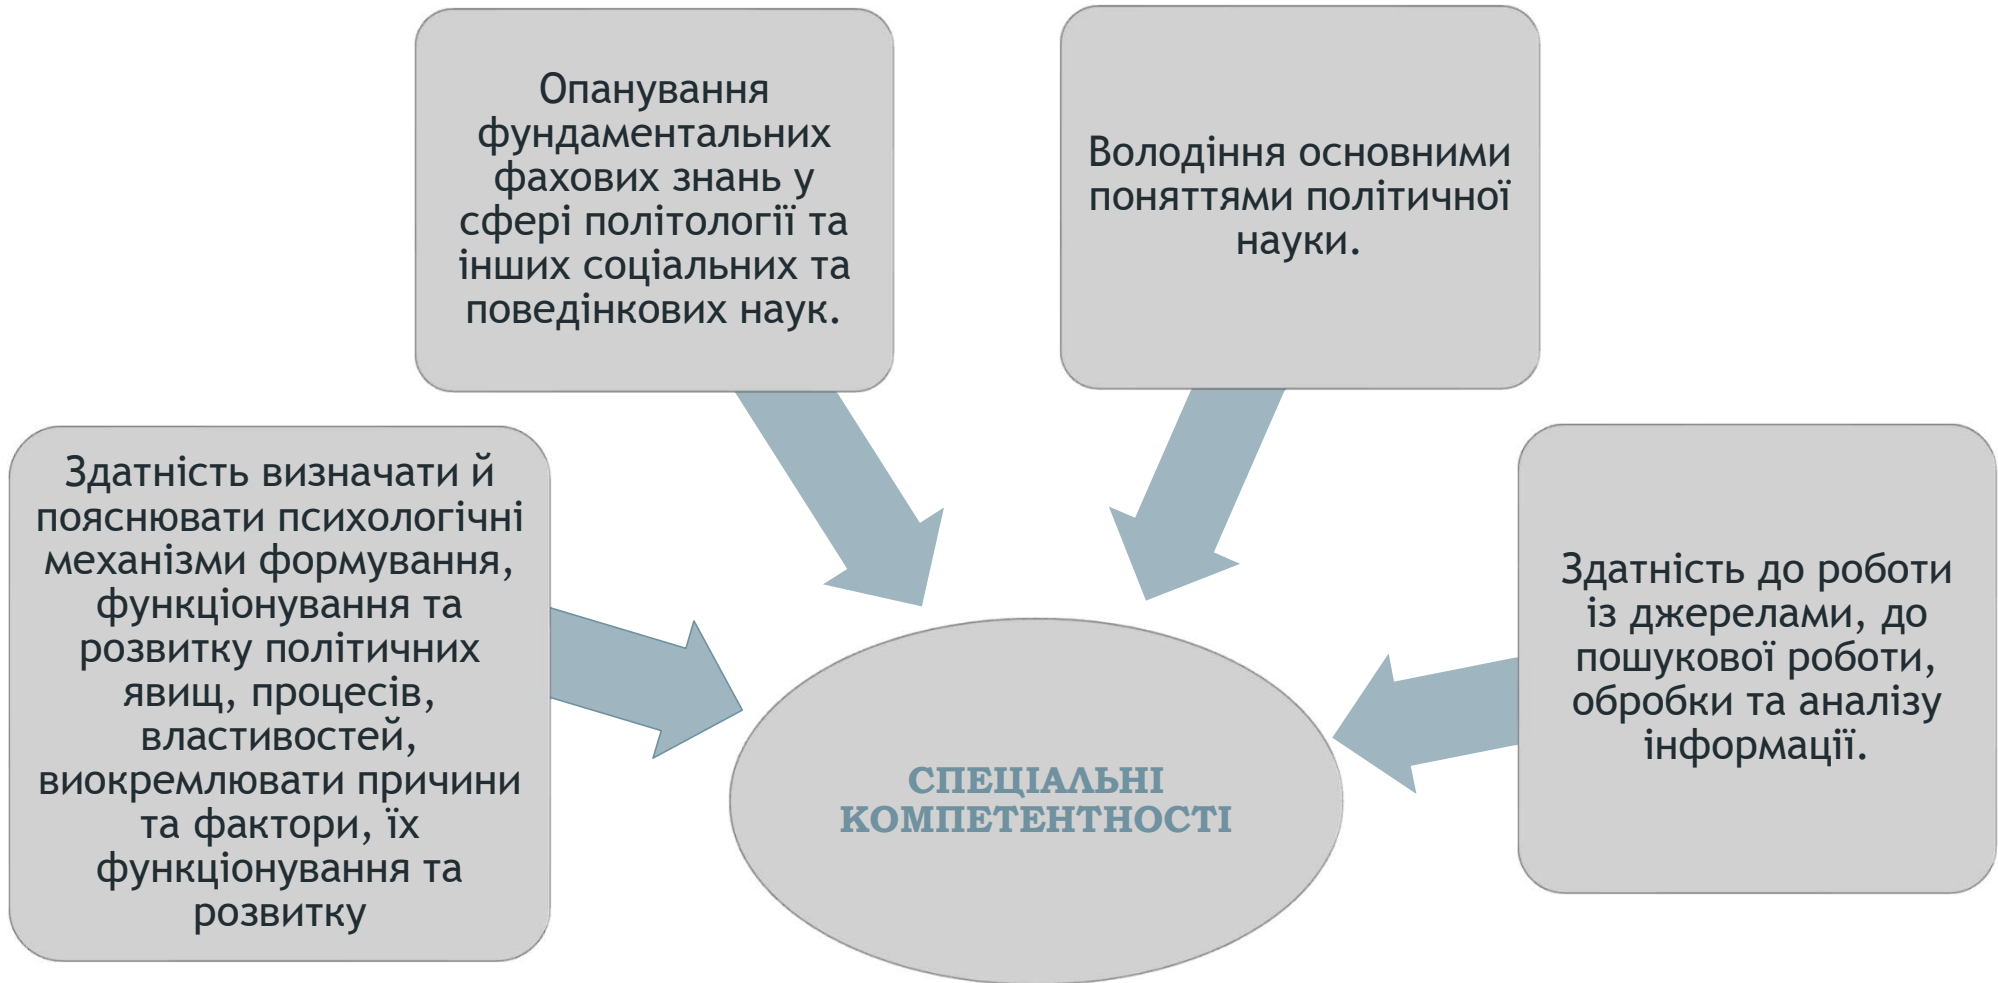 Опанування
фундаментальних
фахових знань у
сфері політології та
інших соціальних та
поведінкових наук.
Володіння основними
поняттями політичної
науки.
Здатність визначати й
пояснювати психологічні
механізми формування,
функціонування та
розвитку політичних
явищ, процесів,
властивостей,
виокремлювати причини
та фактори, їх
функціонування та
розвитку
Здатність до роботи
із джерелами, до
пошукової роботи,
обробки та аналізу
інформації.
СПЕЦІАЛЬНІ
КОМПЕТЕНТНОСТІ